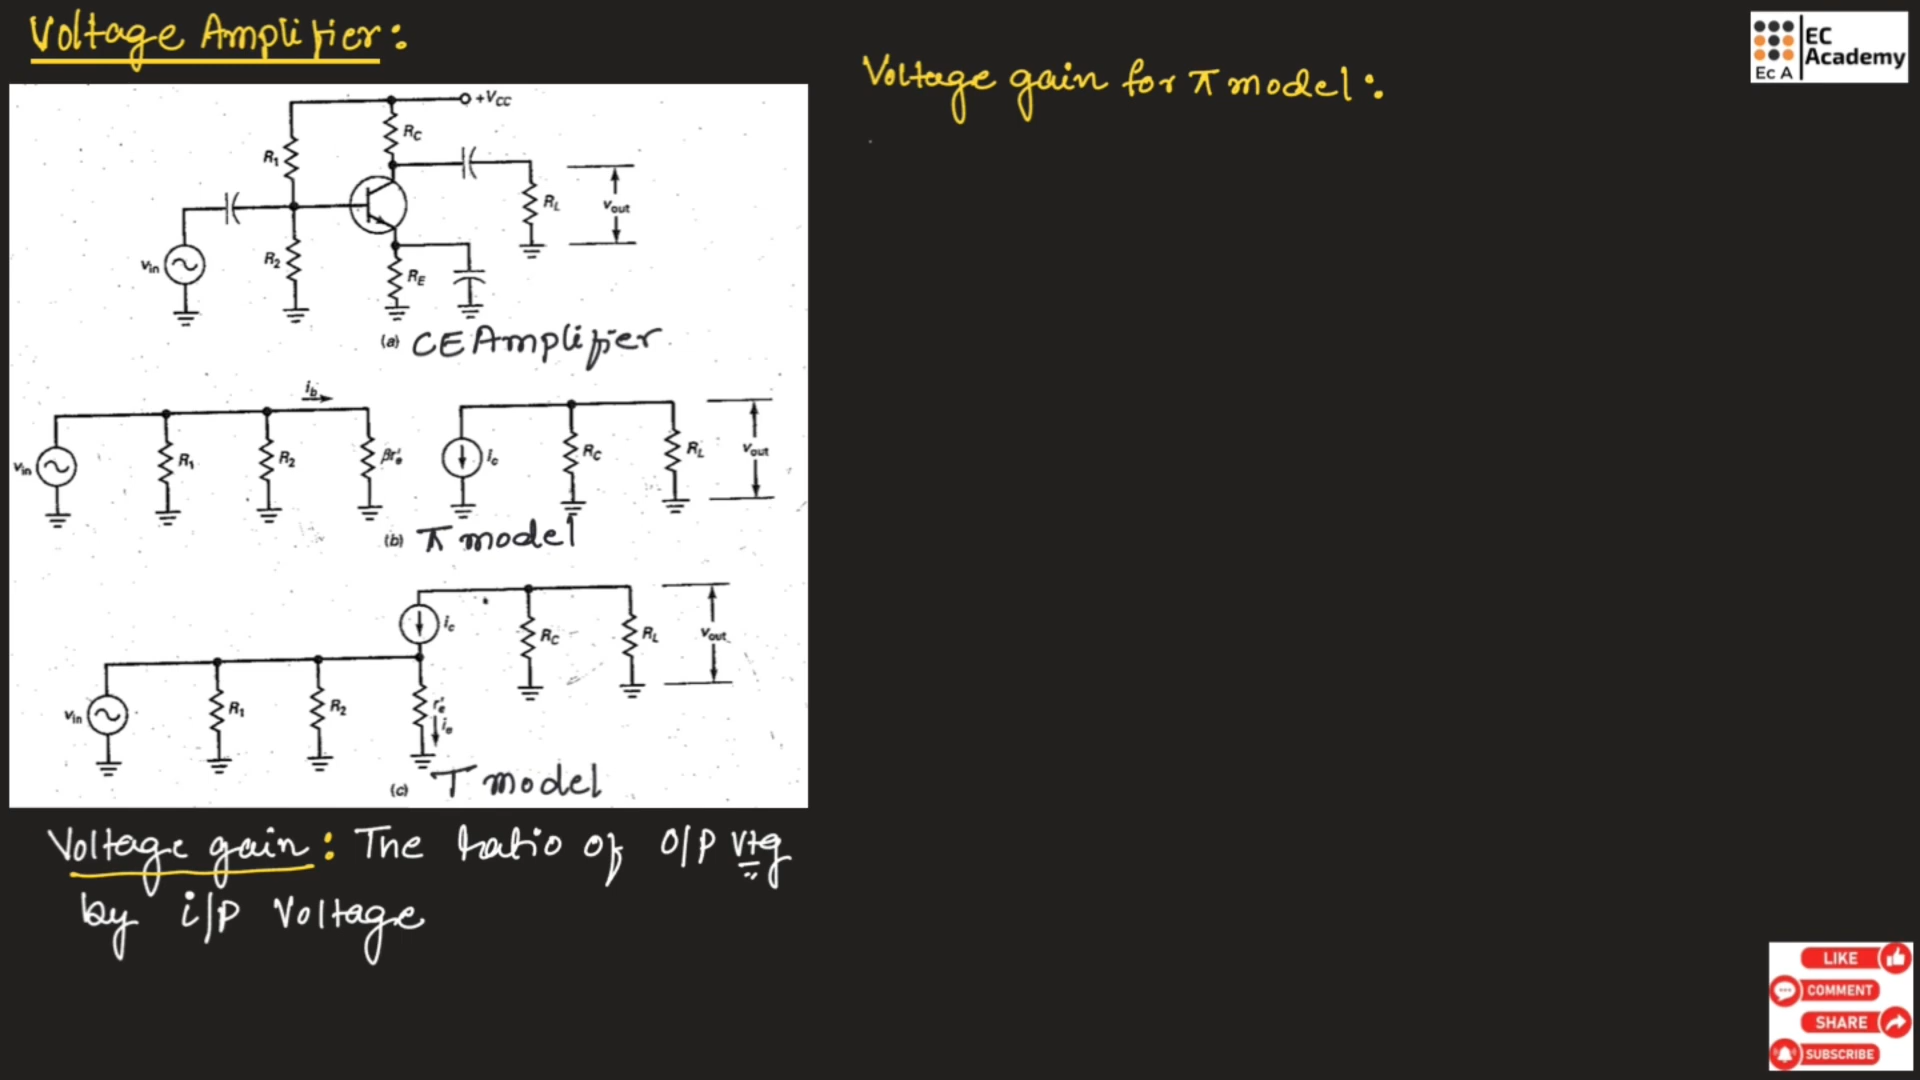 Voltage Amplifier:
+VCC
RC
R1
RL
Vout
Vin
R2
RE
(a) CE Amplifier
ib
Vin
R1
R2
βr'e
ic
RC
RL
Vout
(b) π model
ic
RC
RL
Vout
Vin
R1
R2
r'e
ie
(c) T model
Voltage gain: The ratio of O/P Vtg
by i/P Voltage
Voltage gain for π model:
EC
Academy
Ec A
LIKE
COMMENT
SHARE
SUBSCRIBE